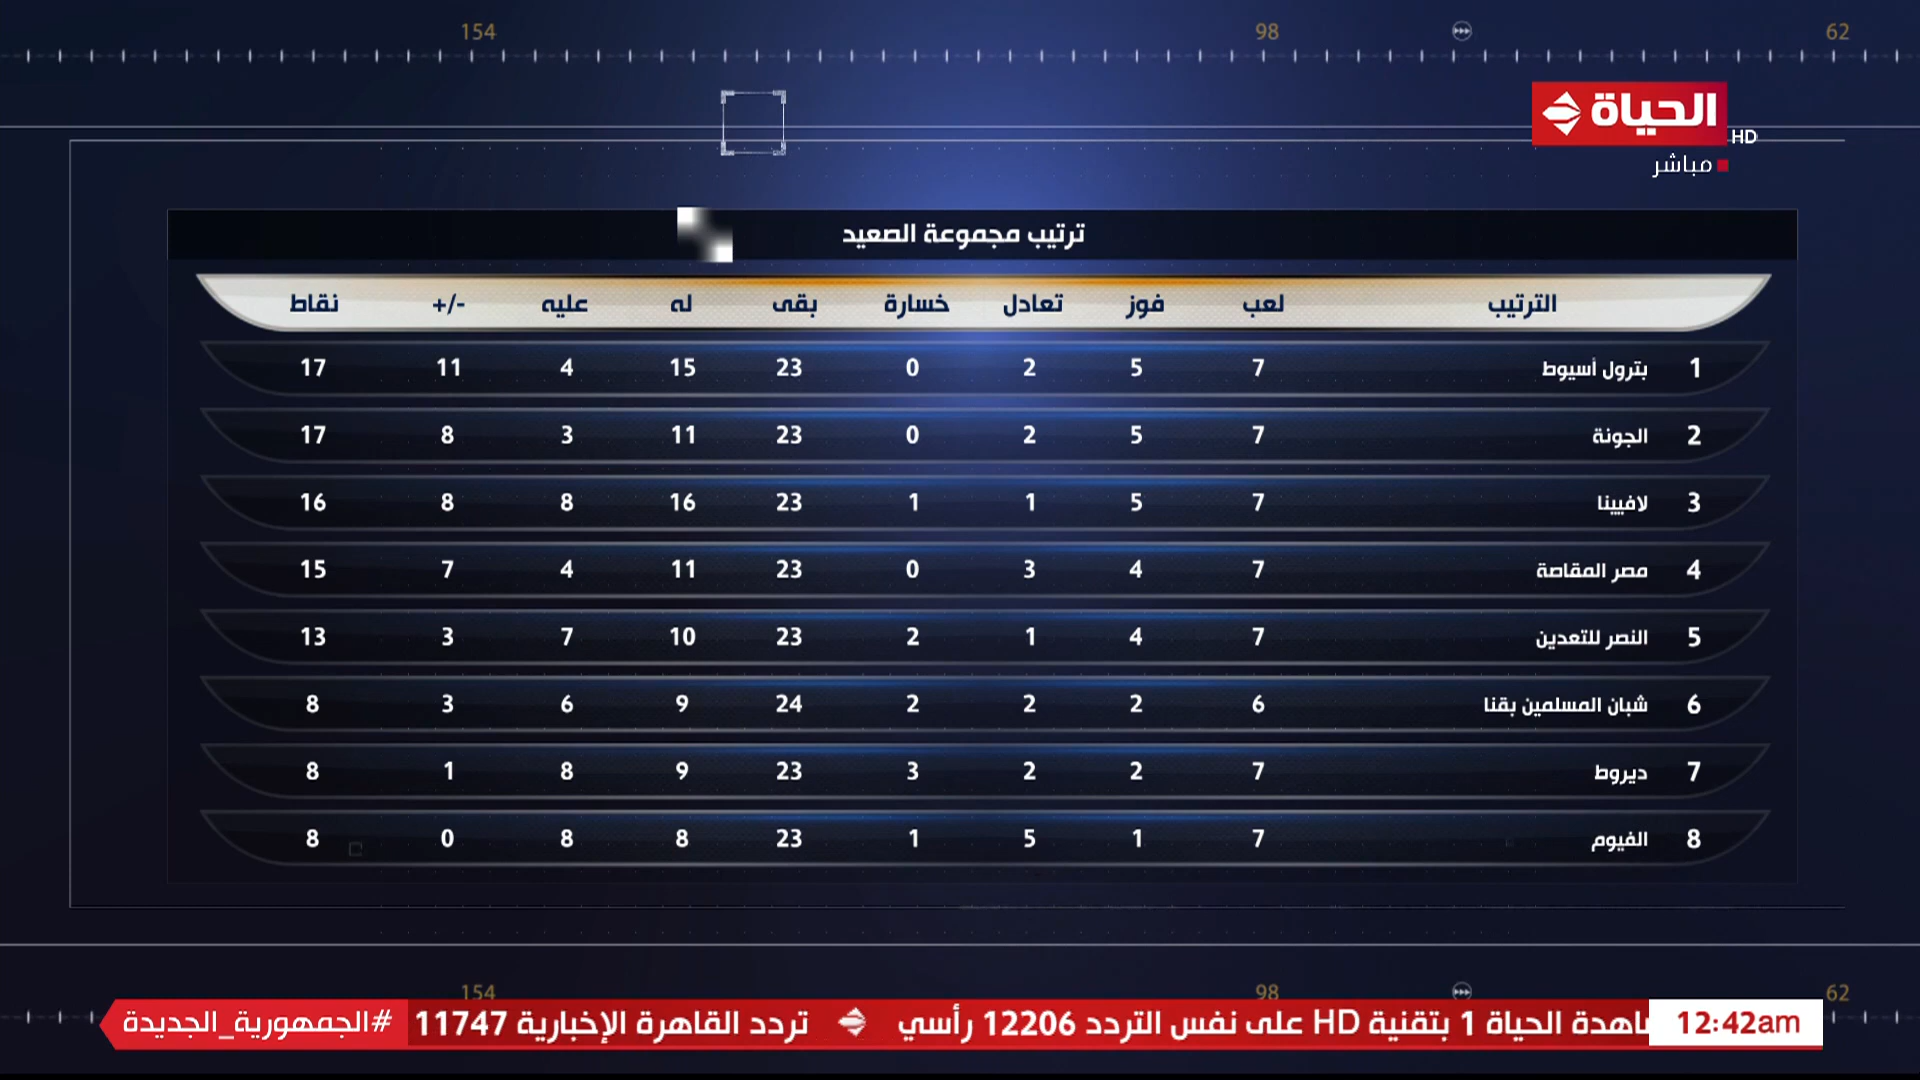 154 98 62
الحياة
HD
مباشر
ترتيب مجموعة الصعيد
الترتيب لعب فوز تعادل خسارة بقى له عليه +/- نقاط
1 بترول أسيوط 7 5 2 0 23 15 4 11 17
2 الجونة 7 5 2 0 23 11 3 8 17
3 لافيينا 7 5 1 1 23 16 8 8 16
4 مصر المقاصة 7 4 3 0 23 11 4 7 15
5 النصر للتعدين 7 4 1 2 23 10 7 3 13
6 شبان المسلمين بقنا 6 2 2 2 24 9 6 3 8
7 ديروط 7 2 2 3 23 9 8 1 8
8 الفيوم 7 1 5 1 23 8 8 0 8
154 98 62
12:42am الحياة 1 بتقنية HD على نفس التردد 12206 رأسي تردد القاهرة الإخبارية 11747 #الجمهورية_الجديدة